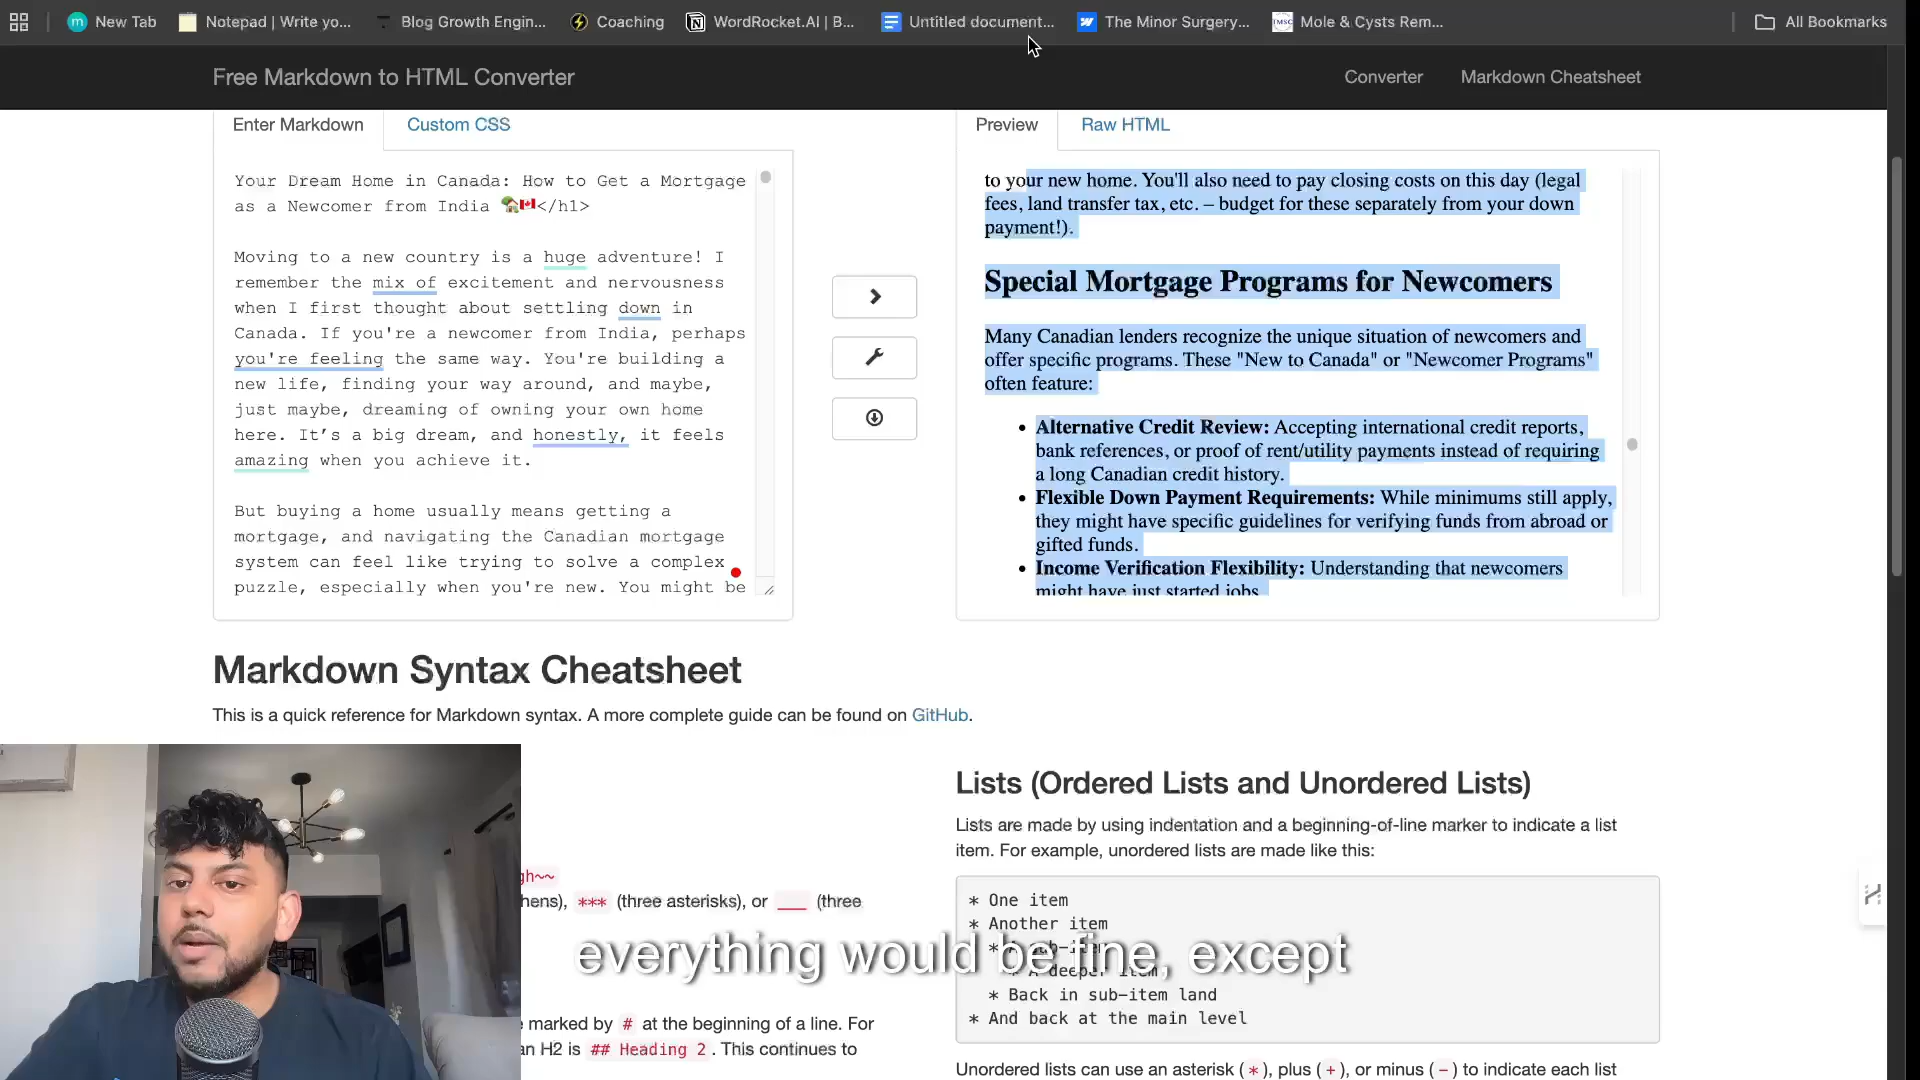 New Tab
Notepad | Write yo...
Blog Growth Engin...
Coaching
WordRocket.AI | B...
Untitled document...
The Minor Surgery...
TMSC
Mole & Cysts Rem...
All Bookmarks
Free Markdown to HTML Converter
Converter
Markdown Cheatsheet
Enter Markdown
Custom CSS
Your Dream Home in Canada: How to Get a Mortgage
as a Newcomer from India 🏡🇨🇦</h1>
Moving to a new country is a huge adventure! I
remember the mix of excitement and nervousness
when I first thought about settling down in
Canada. If you're a newcomer from India, perhaps
you're feeling the same way. You're building a
new life, finding your way around, and maybe,
just maybe, dreaming of owning your own home
here. It’s a big dream, and honestly, it feels
amazing when you achieve it.
But buying a home usually means getting a
mortgage, and navigating the Canadian mortgage
system can feel like trying to solve a complex
puzzle, especially when you're new. You might be
Preview
Raw HTML
to your new home. You'll also need to pay closing costs on this day (legal
fees, land transfer tax, etc. – budget for these separately from your down
payment!).
Special Mortgage Programs for Newcomers
Many Canadian lenders recognize the unique situation of newcomers and
offer specific programs. These "New to Canada" or "Newcomer Programs"
often feature:
• Alternative Credit Review: Accepting international credit reports,
bank references, or proof of rent/utility payments instead of requiring
a long Canadian credit history.
• Flexible Down Payment Requirements: While minimums still apply,
they might have specific guidelines for verifying funds from abroad or
gifted funds.
• Income Verification Flexibility: Understanding that newcomers
might have just started jobs.
Markdown Syntax Cheatsheet
This is a quick reference for Markdown syntax. A more complete guide can be found on GitHub.
gh~~
hens), *** (three asterisks), or ___ (three
e marked by # at the beginning of a line. For
an H2 is ## Heading 2. This continues to
Lists (Ordered Lists and Unordered Lists)
Lists are made by using indentation and a beginning-of-line marker to indicate a list
item. For example, unordered lists are made like this:
* One item
* Another item
* A sub-item
* A deeper item
* Back in sub-item land
* And back at the main level
Unordered lists can use an asterisk (*), plus (+), or minus (-) to indicate each list
everything would be fine, except